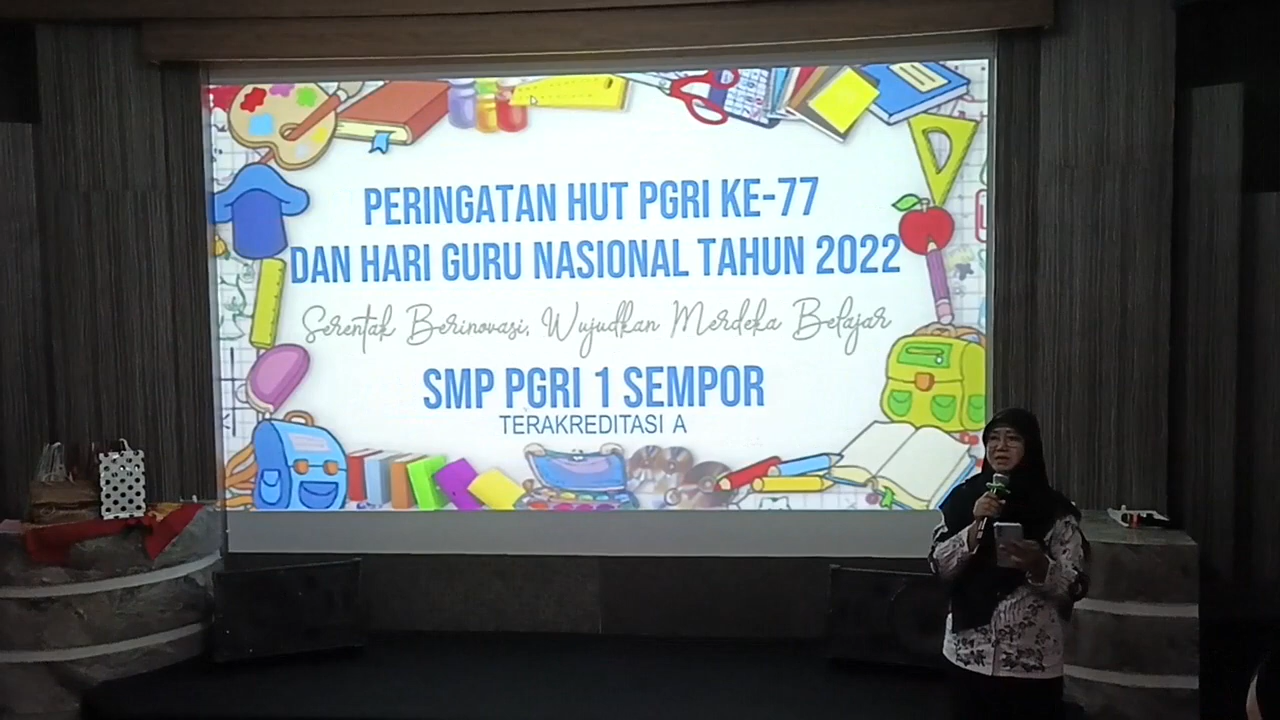 PERINGATAN HUT PGRI KE-77
DAN HARI GURU NASIONAL TAHUN 2022
Serentak Berinovasi, Wujudkan Merdeka Belajar
SMP PGRI 1 SEMPOR
TERAKREDITASI A